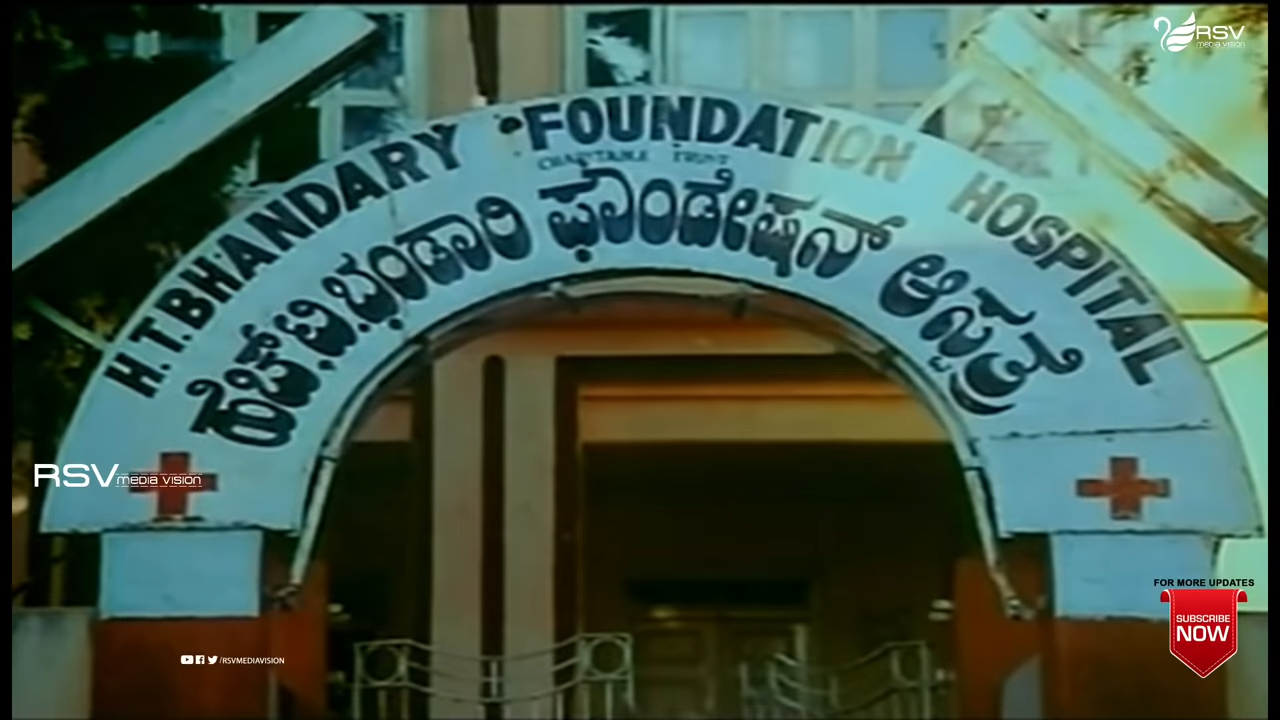 RSV
media vision
H.T.BHANDARY FOUNDATION HOSPITAL
CHARITABLE TRUST
ಹೆಚ್.ಟಿ.ಭಂಡಾರಿ ಫೌಂಡೇಷನ್ ಆಸ್ಪತ್ರೆ
RSV media vision
FOR MORE UPDATES
SUBSCRIBE
NOW
/RSVMEDIAVISION